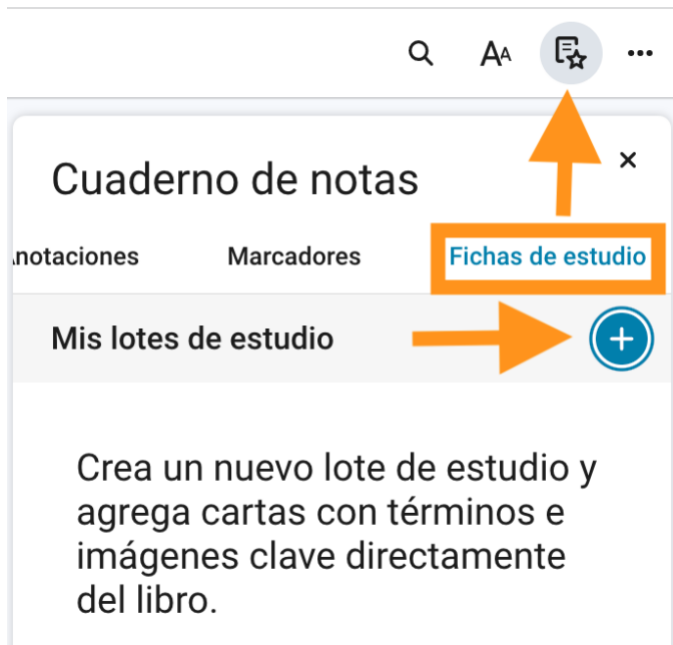 AA
Cuaderno de notas
notaciones Marcadores Fichas de estudio
Mis lotes de estudio
Crea un nuevo lote de estudio y
agrega cartas con términos e
imágenes clave directamente
del libro.